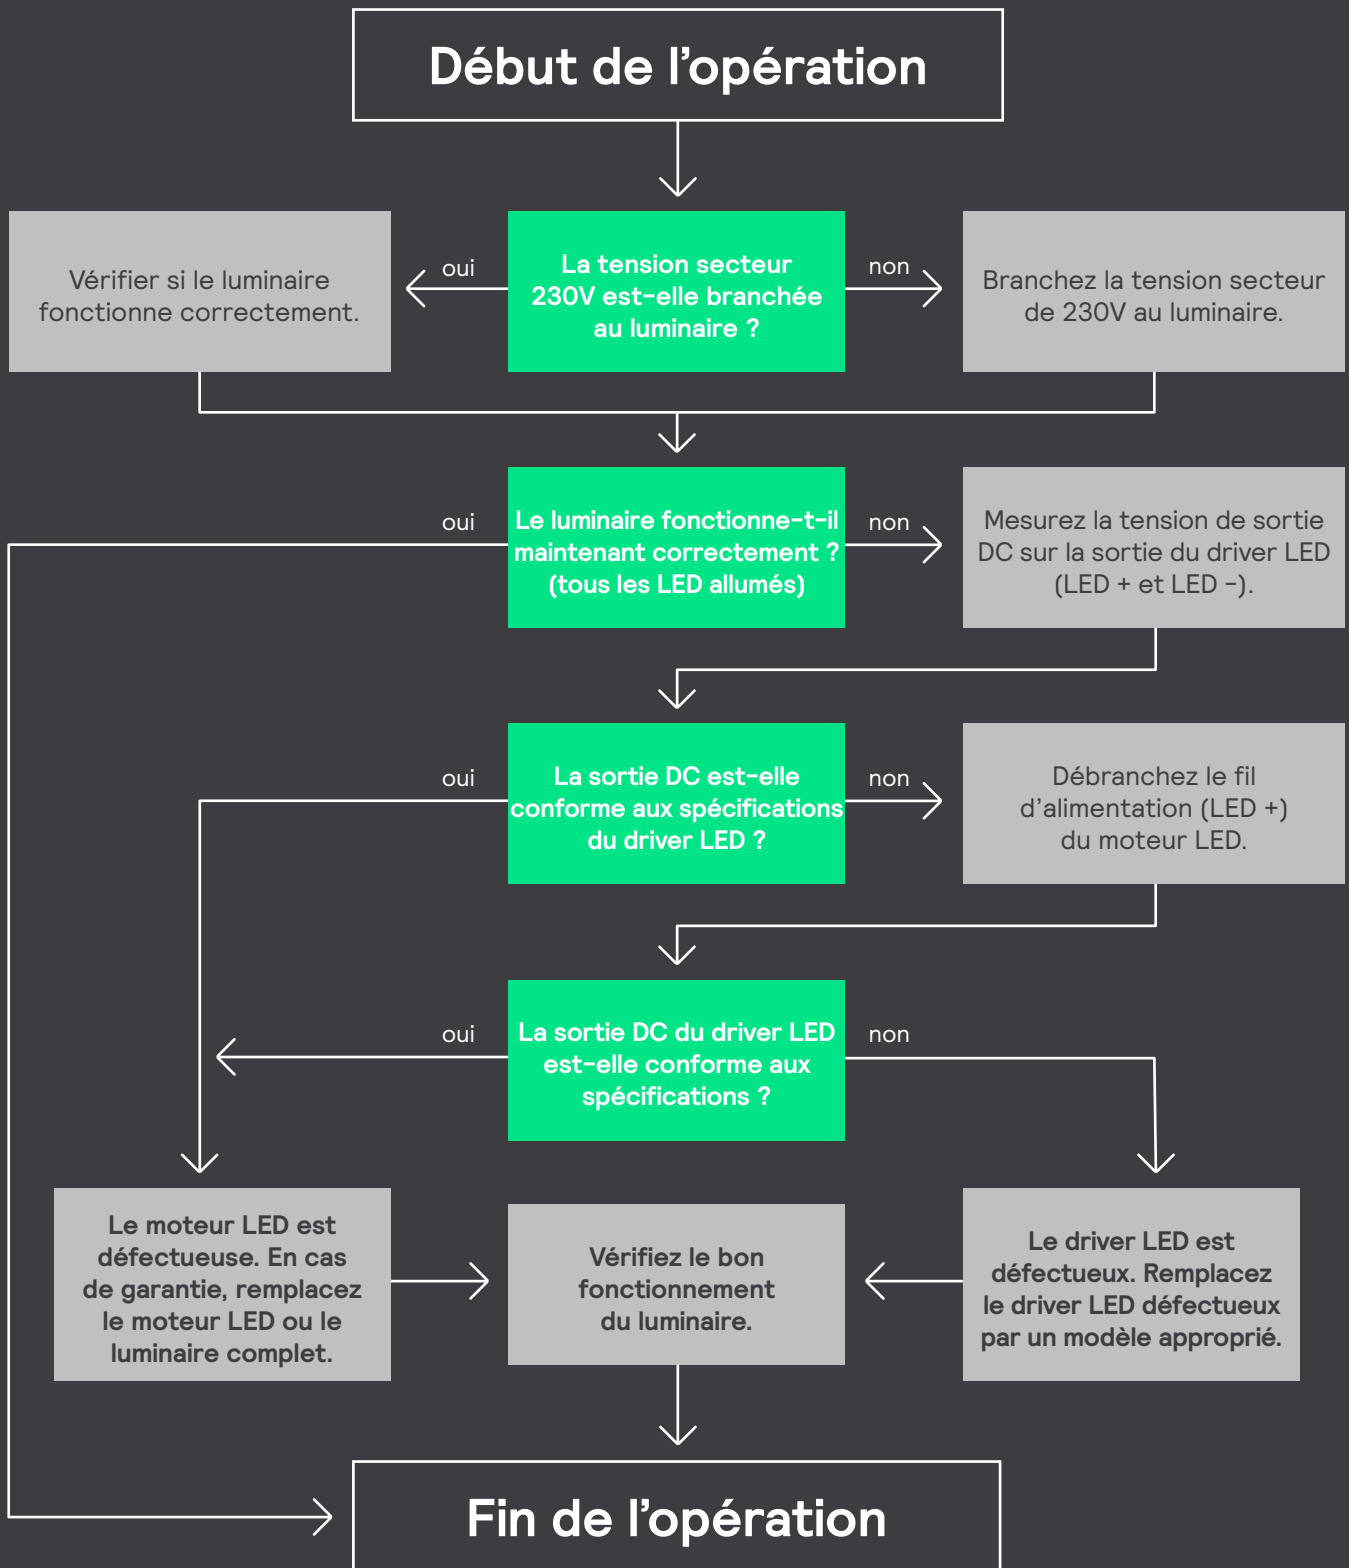 Début de l'opération
Vérifier si le luminaire
fonctionne correctement.
oui
La tension secteur
230V est-elle branchée
au luminaire ?
non
Branchez la tension secteur
de 230V au luminaire.
oui
Le luminaire fonctionne-t-il
maintenant correctement ?
(tous les LED allumés)
non
Mesurez la tension de sortie
DC sur la sortie du driver LED
(LED + et LED -).
oui
La sortie DC est-elle
conforme aux spécifications
du driver LED ?
non
Débranchez le fil
d'alimentation (LED +)
du moteur LED.
oui
La sortie DC du driver LED
est-elle conforme aux
spécifications ?
non
Le moteur LED est
défectueuse. En cas
de garantie, remplacez
le moteur LED ou le
luminaire complet.
Vérifiez le bon
fonctionnement
du luminaire.
Le driver LED est
défectueux. Remplacez
le driver LED défectueux
par un modèle approprié.
Fin de l'opération